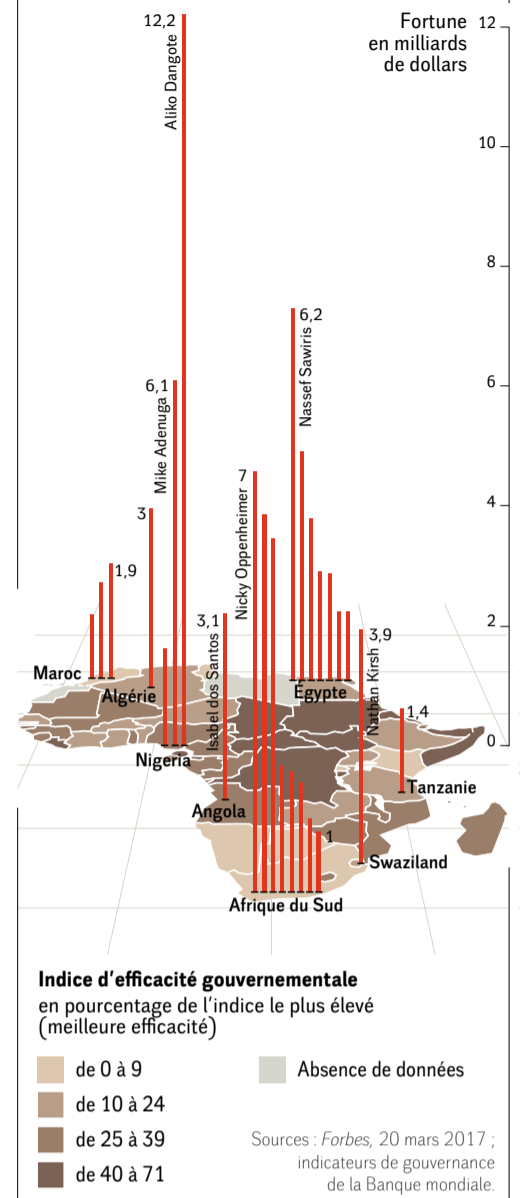 Fortune
en milliards
de dollars
12
10
8
6
4
2
0
12,2
Aliko Dangote
6,1
Mike Adenuga
3
1,9
3,1
Isabel dos Santos
7
Nicky Oppenheimer
6,2
Nassef Sawiris
3,9
Nathan Kirsh
1,4
1
Maroc
Algérie
Nigeria
Égypte
Angola
Tanzanie
Swaziland
Afrique du Sud
Indice d'efficacité gouvernementale
en pourcentage de l'indice le plus élevé
(meilleure efficacité)
de 0 à 9
Absence de données
de 10 à 24
de 25 à 39
de 40 à 71
Sources : Forbes, 20 mars 2017 ;
indicateurs de gouvernance
de la Banque mondiale.